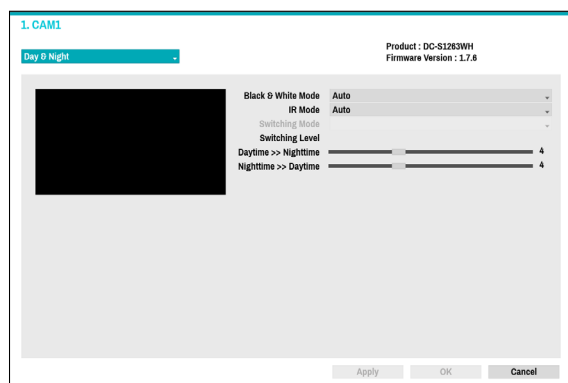 1. CAM1
Day & Night
Product : DC-S1263WH
Firmware Version : 1.7.6
Black & White Mode Auto
IR Mode Auto
Switching Mode
Switching Level
Daytime >> Nighttime 4
Nighttime >> Daytime 4
Apply OK Cancel